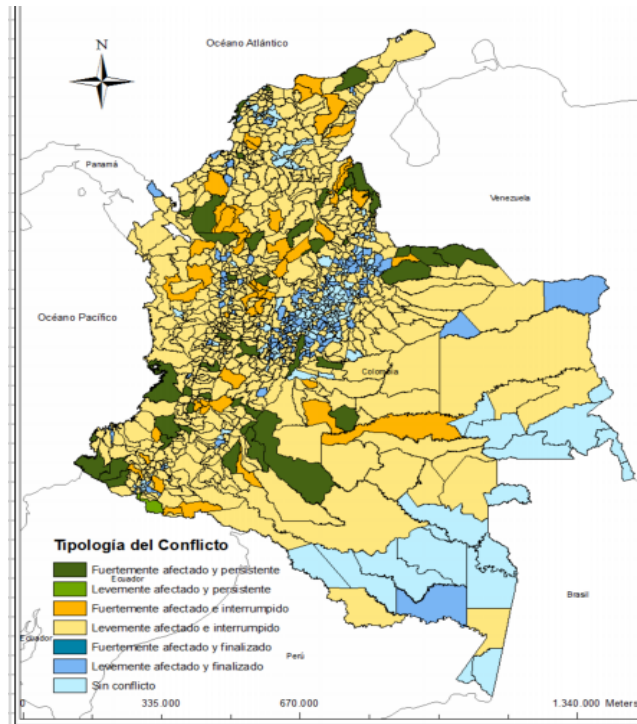 Océano Atlántico
N
Panamá
Venezuela
Océano Pacífico
Colombia
Tipología del Conflicto
Fuertemente afectado y persistente
Ecuador
Levemente afectado y persistente
Fuertemente afectado e interrumpido
Levemente afectado e interrumpido
Brasil
Ecuador
Fuertemente afectado y finalizado
Perú
Levemente afectado y finalizado
Sin conflicto
0 335.000 670.000 1.340.000 Meters